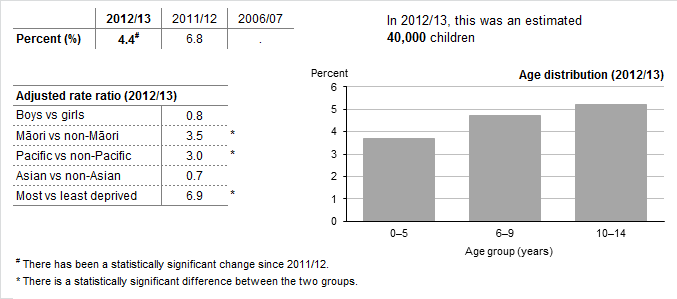 2012/13 2011/12 2006/07
Percent (%) 4.4# 6.8 .
In 2012/13, this was an estimated
40,000 children
Adjusted rate ratio (2012/13)
Boys vs girls 0.8
Māori vs non-Māori 3.5 *
Pacific vs non-Pacific 3.0 *
Asian vs non-Asian 0.7
Most vs least deprived 6.9 *
Percent Age distribution (2012/13)
6
5
4
3
2
1
0
0–5 6–9 10–14
Age group (years)
# There has been a statistically significant change since 2011/12.
* There is a statistically significant difference between the two groups.